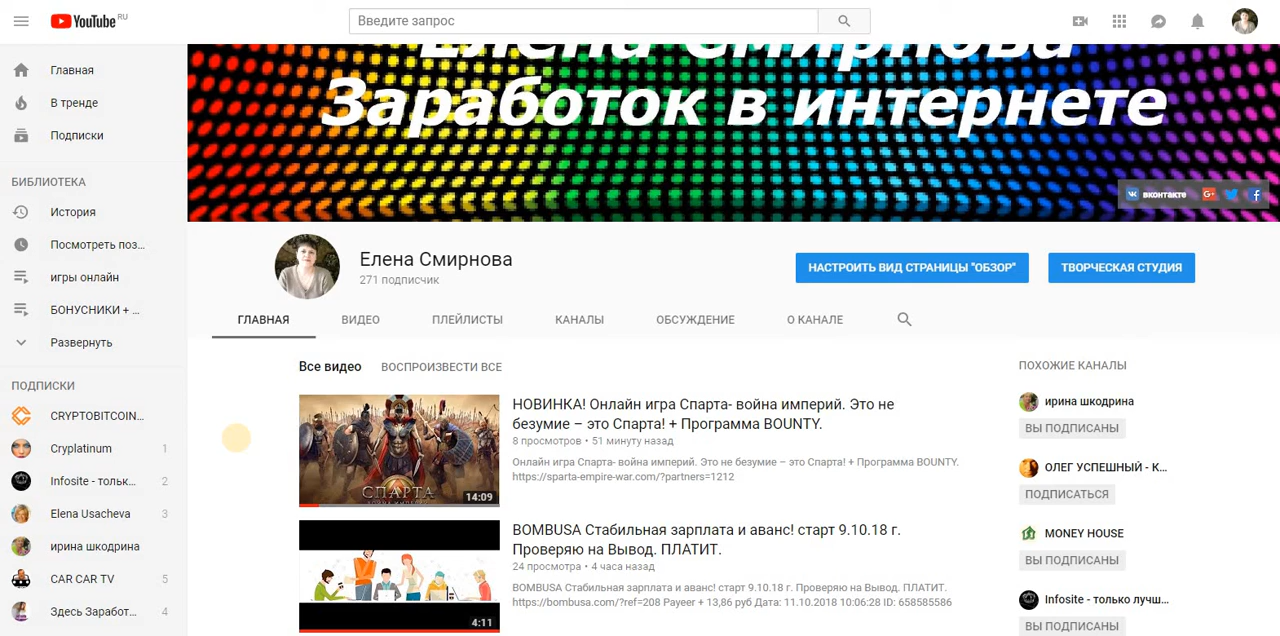 YouTube RU
Введите запрос
Главная
В тренде
Подписки
БИБЛИОТЕКА
История
Посмотреть поз...
игры онлайн
БОНУСНИКИ + ...
Развернуть
ПОДПИСКИ
CRYPTOBITCOIN...
Cryplatinum 1
Infosite - тольк... 2
Elena Usacheva 3
ирина шкодрина
CAR CAR TV 5
Здесь Заработ... 4
Елена Смирнова
Заработок в интернете
вконтакте
G+
Елена Смирнова
271 подписчик
НАСТРОИТЬ ВИД СТРАНИЦЫ "ОБЗОР"
ТВОРЧЕСКАЯ СТУДИЯ
ГЛАВНАЯ
ВИДЕО
ПЛЕЙЛИСТЫ
КАНАЛЫ
ОБСУЖДЕНИЕ
О КАНАЛЕ
Все видео
ВОСПРОИЗВЕСТИ ВСЕ
СПАРТА
14:09
НОВИНКА! Онлайн игра Спарта- война империй. Это не
безумие – это Спарта! + Программа BOUNTY.
8 просмотров • 51 минуту назад
Онлайн игра Спарта- война империй. Это не безумие – это Спарта! + Программа BOUNTY.
https://sparta-empire-war.com/?partners=1212
4:11
BOMBUSA Стабильная зарплата и аванс! старт 9.10.18 г.
Проверяю на Вывод. ПЛАТИТ.
24 просмотра • 4 часа назад
BOMBUSA Стабильная зарплата и аванс! старт 9.10.18 г. Проверяю на Вывод. ПЛАТИТ.
https://bombusa.com/?ref=208 Payeer + 13,86 руб Дата: 11.10.2018 10:06:28 ID: 658585586
ПОХОЖИЕ КАНАЛЫ
ирина шкодрина
ВЫ ПОДПИСАНЫ
ОЛЕГ УСПЕШНЫЙ - К...
ПОДПИСАТЬСЯ
MONEY HOUSE
ВЫ ПОДПИСАНЫ
Infosite - только лучш...
ВЫ ПОДПИСАНЫ